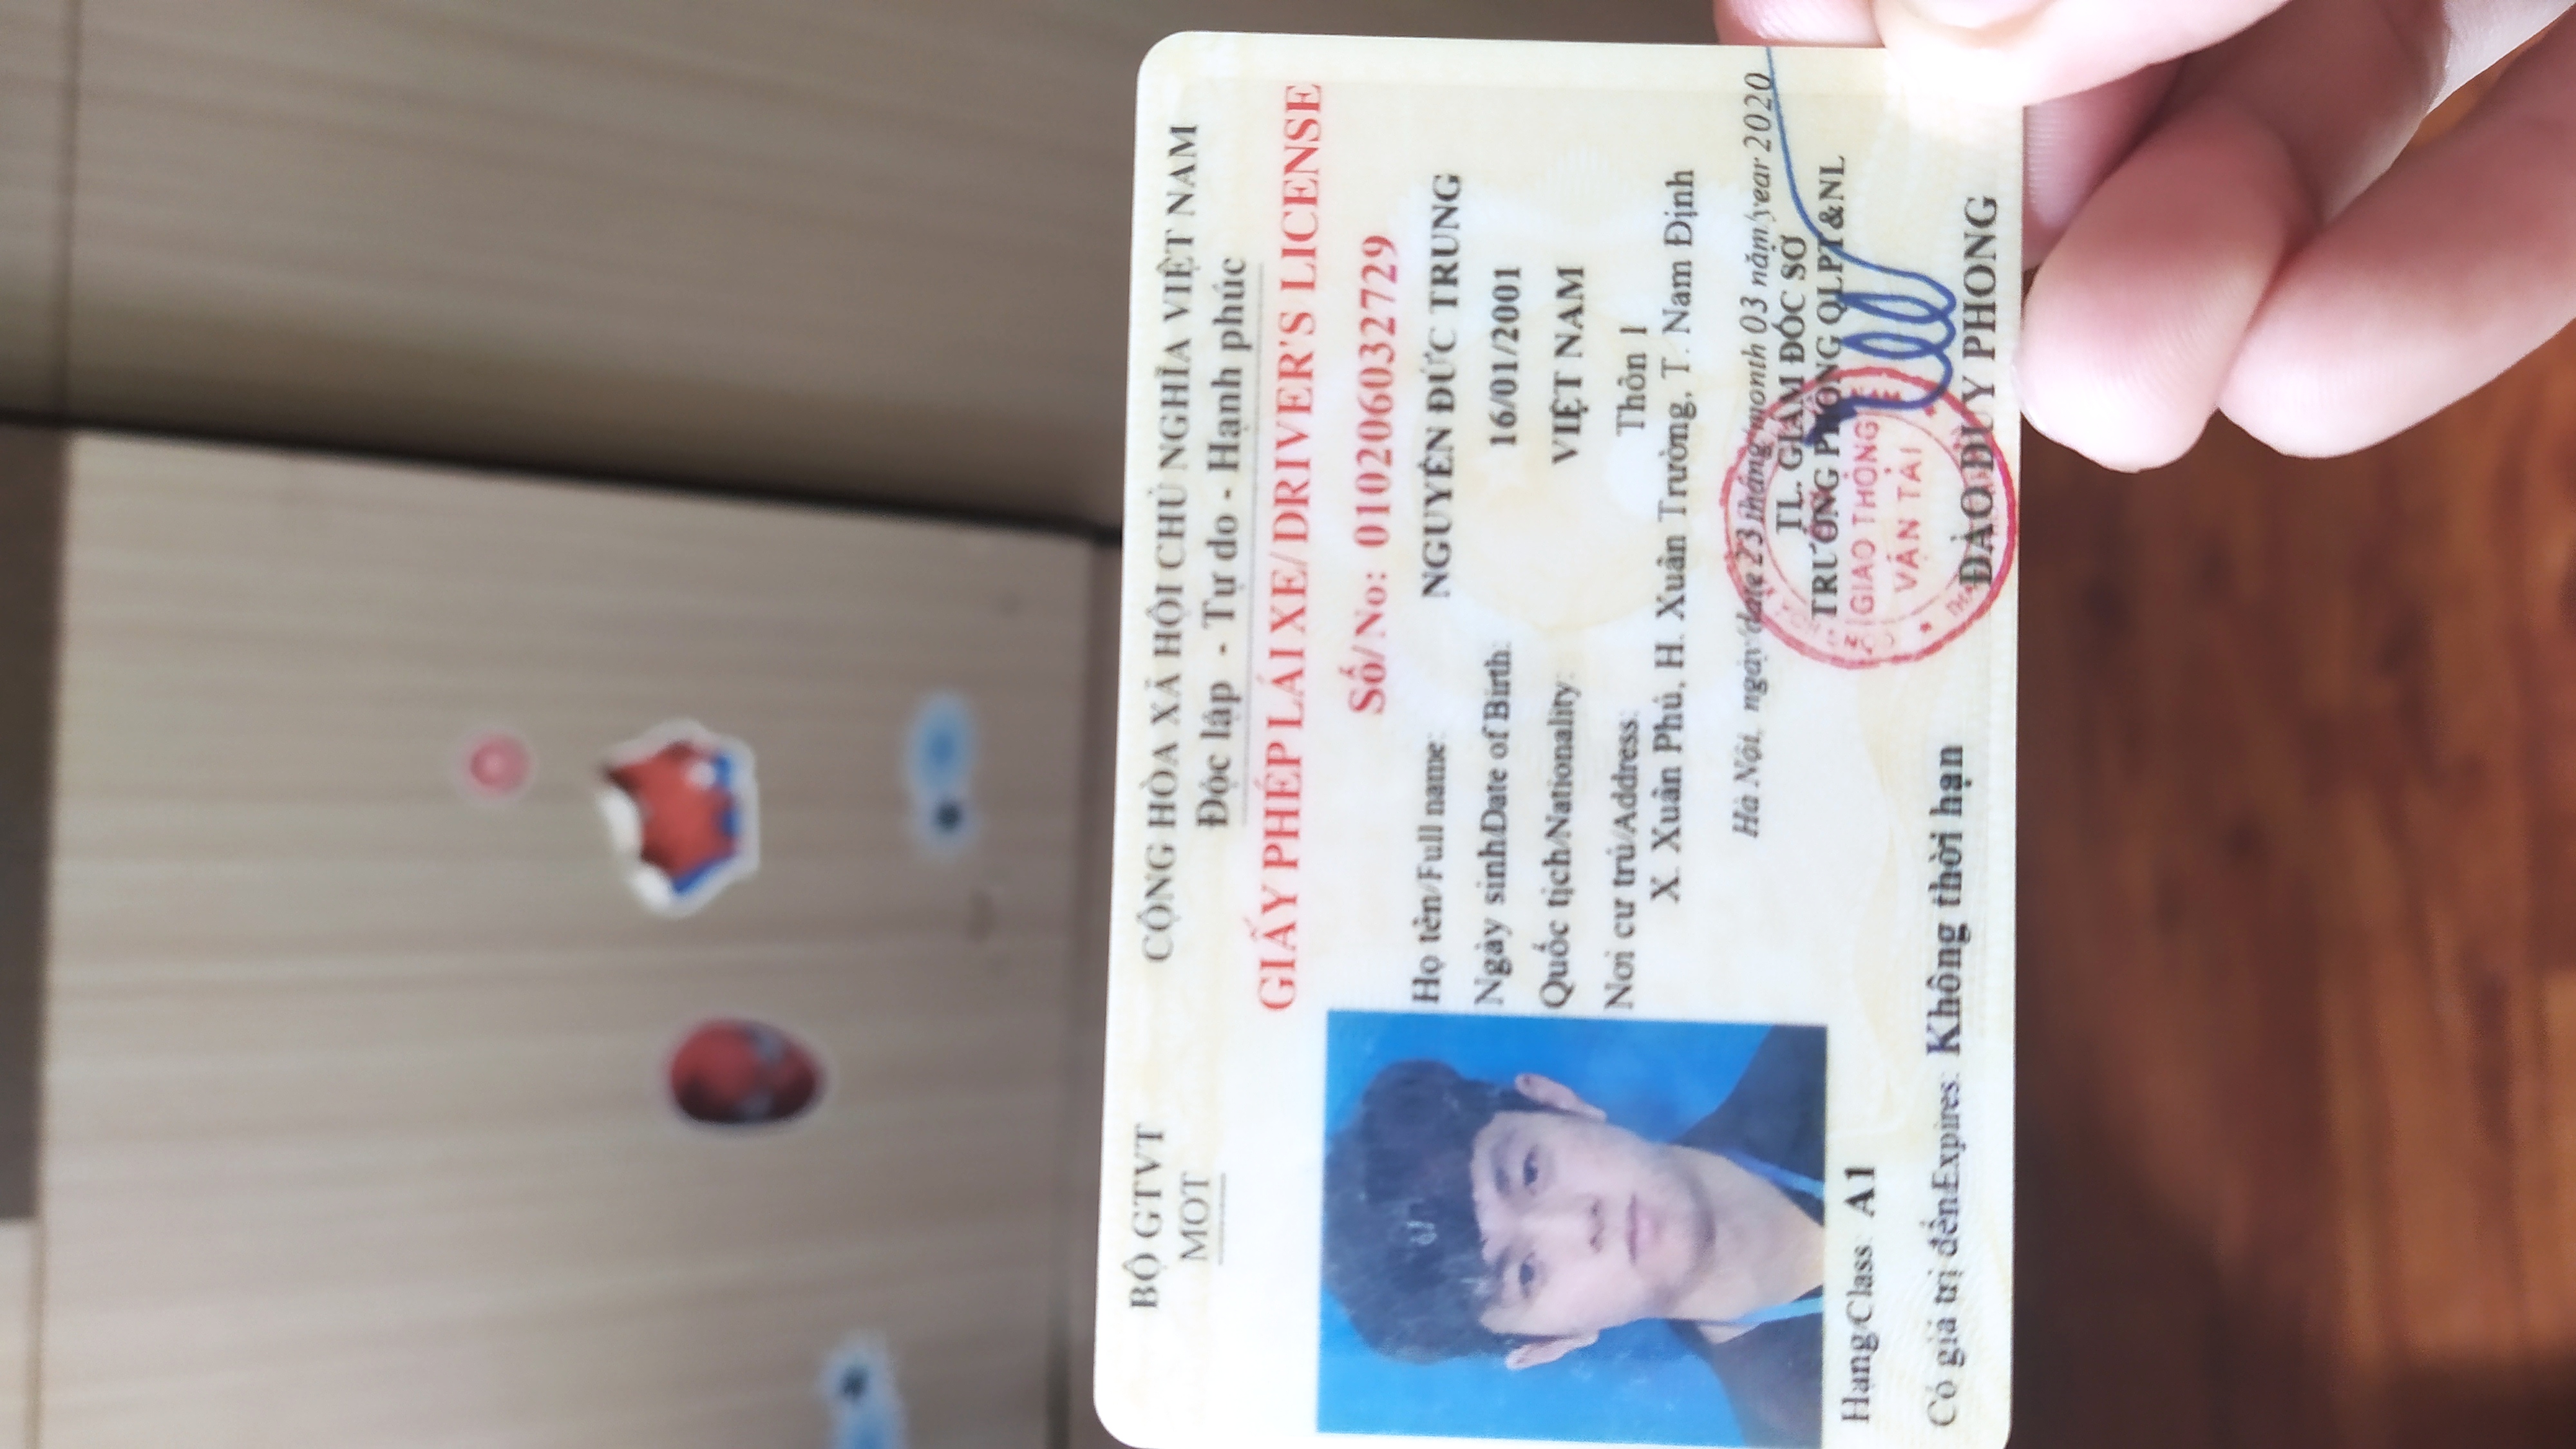 BỘ GTVT
MOT
CỘNG HÒA XÃ HỘI CHỦ NGHĨA VIỆT NAM
Độc lập - Tự do - Hạnh phúc
GIẤY PHÉP LÁI XE/ DRIVER'S LICENSE
Số/ No: 010206032729
Họ tên/Full name: NGUYỄN ĐỨC TRUNG
Ngày sinh/Date of Birth: 16/01/2001
Quốc tịch/Nationality: VIỆT NAM
Nơi cư trú/Address: Thôn 1
X. Xuân Phú, H. Xuân Trường, T. Nam Định
Hà Nội, ngày/date 23 tháng/month 03 năm/year 2020
TL. GIÁM ĐỐC SỞ
TRƯỞNG PHÒNG QLPT&NL
GIAO THÔNG
VẬN TẢI
ĐÀO DUY PHONG
Hạng/Class: A1
Có giá trị đến/Expires: Không thời hạn